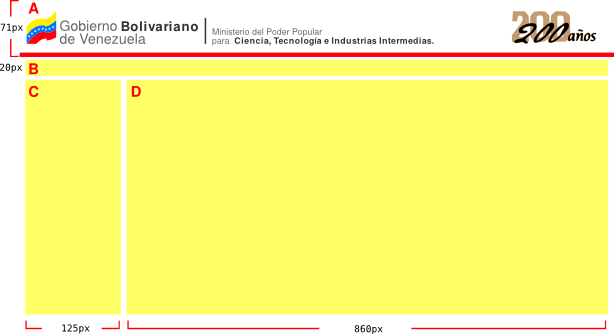 A
71px
Gobierno Bolivariano
de Venezuela
Ministerio del Poder Popular
para Ciencia, Tecnología e Industrias Intermedias.
200
200 años
20px
B
C
D
125px
860px